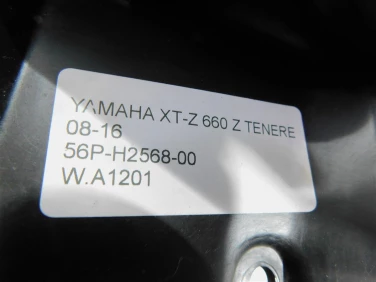 YAMAHA XT-Z 660 Z TENERE
08-16
56P-H2568-00
W.A1201